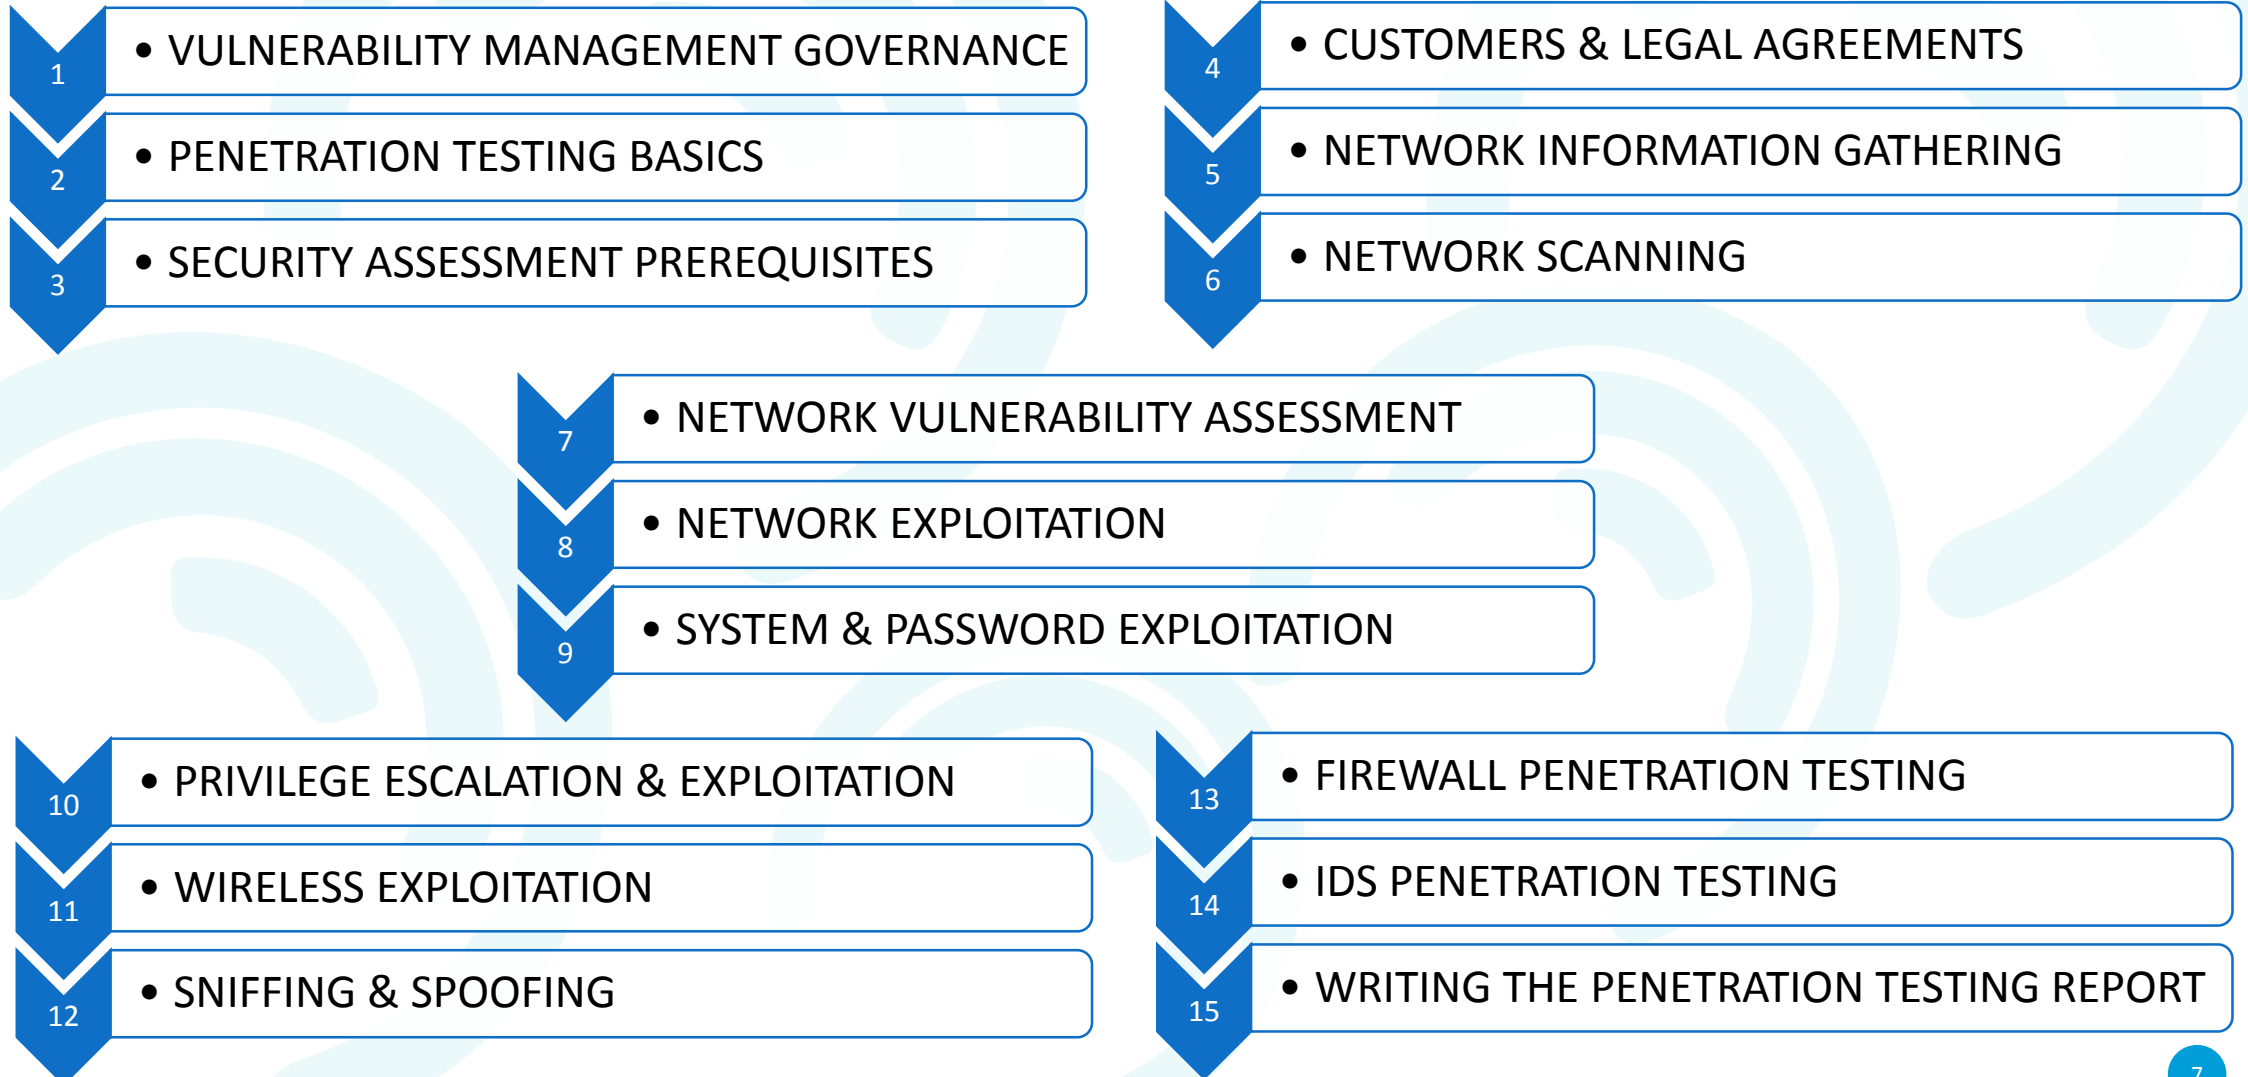 1
• VULNERABILITY MANAGEMENT GOVERNANCE
2
• PENETRATION TESTING BASICS
3
• SECURITY ASSESSMENT PREREQUISITES
4
• CUSTOMERS & LEGAL AGREEMENTS
5
• NETWORK INFORMATION GATHERING
6
• NETWORK SCANNING
7
• NETWORK VULNERABILITY ASSESSMENT
8
• NETWORK EXPLOITATION
9
• SYSTEM & PASSWORD EXPLOITATION
10
• PRIVILEGE ESCALATION & EXPLOITATION
11
• WIRELESS EXPLOITATION
12
• SNIFFING & SPOOFING
13
• FIREWALL PENETRATION TESTING
14
• IDS PENETRATION TESTING
15
• WRITING THE PENETRATION TESTING REPORT
7